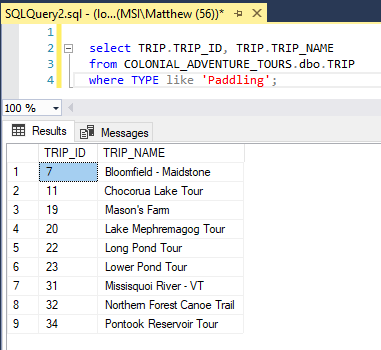 SQLQuery2.sql - (lo...(MSI\Matthew (56))*
1
2 select TRIP.TRIP_ID, TRIP.TRIP_NAME
3 from COLONIAL_ADVENTURE_TOURS.dbo.TRIP
4 where TYPE like 'Paddling';
100 %
Results Messages
TRIP_ID TRIP_NAME
1 7 Bloomfield - Maidstone
2 11 Chocorua Lake Tour
3 19 Mason's Farm
4 20 Lake Mephremagog Tour
5 22 Long Pond Tour
6 23 Lower Pond Tour
7 31 Missisquoi River - VT
8 32 Northern Forest Canoe Trail
9 34 Pontook Reservoir Tour